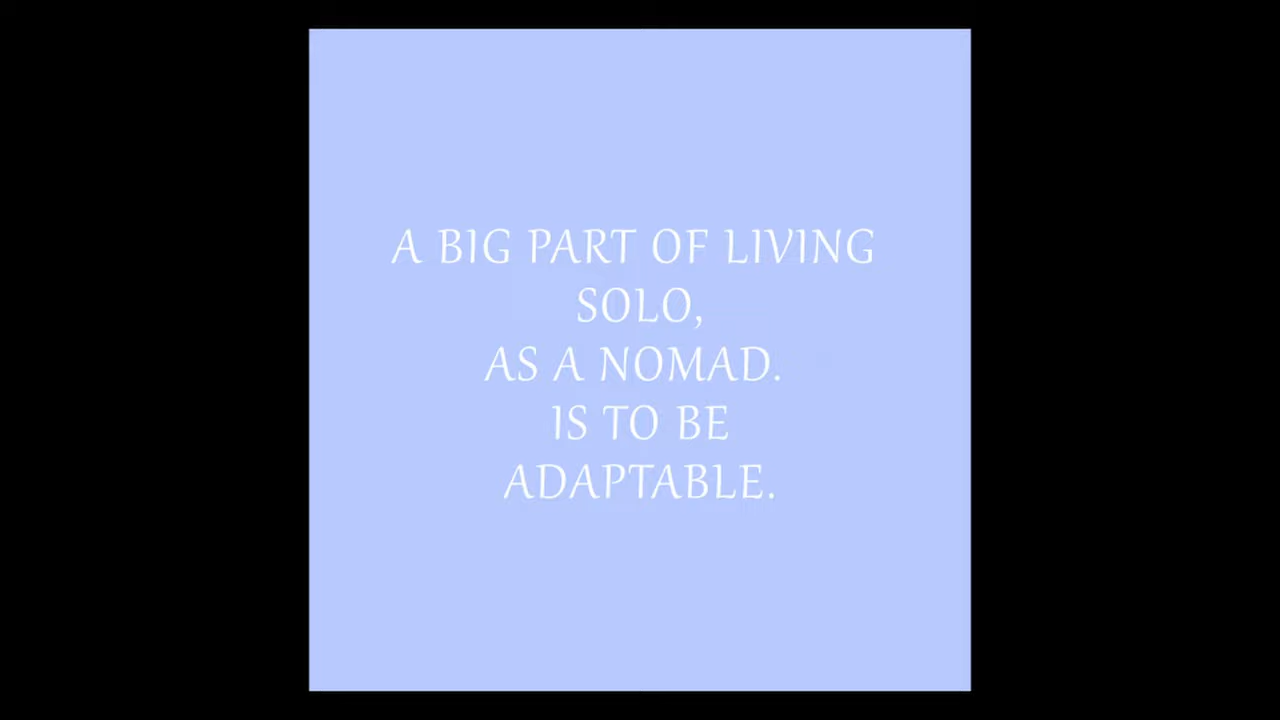 A BIG PART OF LIVING
SOLO,
AS A NOMAD.
IS TO BE
ADAPTABLE.